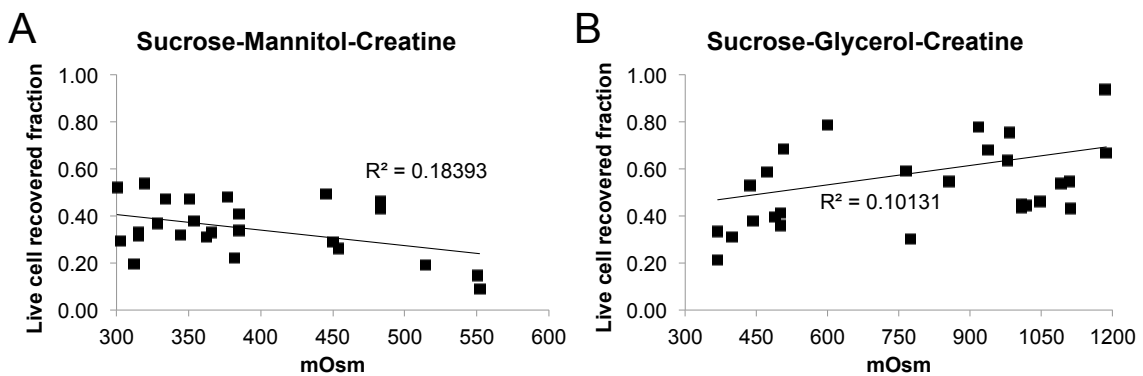 A
Sucrose-Mannitol-Creatine
Live cell recovered fraction
1.00
0.80
0.60
0.40
0.20
0.00
R² = 0.18393
300 350 400 450 500 550 600
mOsm
B
Sucrose-Glycerol-Creatine
Live cell recovered fraction
1.00
0.80
0.60
0.40
0.20
0.00
R² = 0.10131
300 450 600 750 900 1050 1200
mOsm